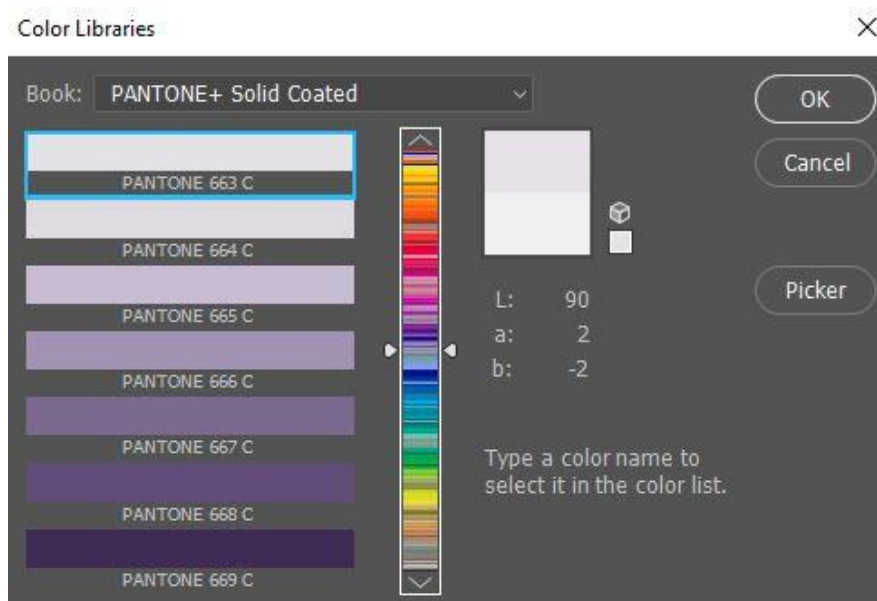 Color Libraries
Book: PANTONE+ Solid Coated
OK
Cancel
Picker
PANTONE 663 C
PANTONE 664 C
PANTONE 665 C
PANTONE 666 C
PANTONE 667 C
PANTONE 668 C
PANTONE 669 C
L: 90
a: 2
b: -2
Type a color name to
select it in the color list.